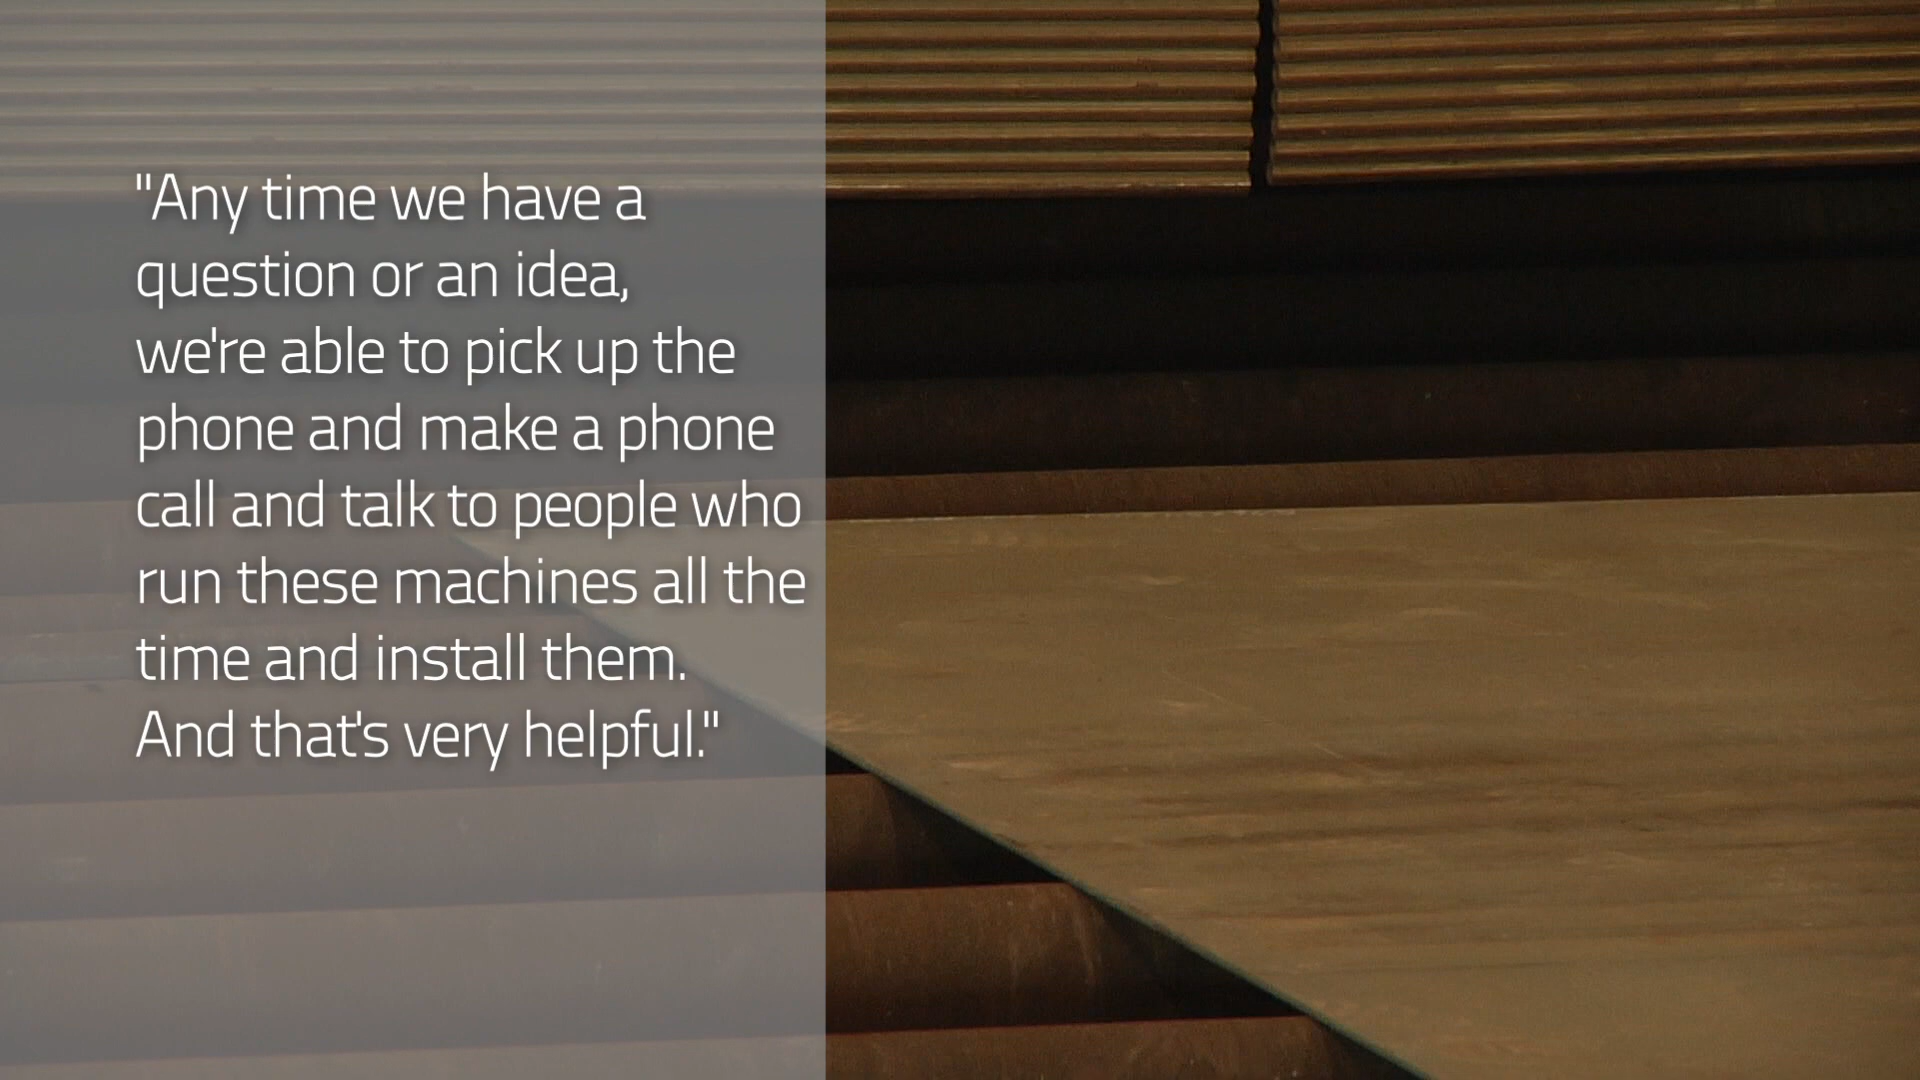 "Any time we have a
question or an idea,
we're able to pick up the
phone and make a phone
call and talk to people who
run these machines all the
time and install them.
And that's very helpful."